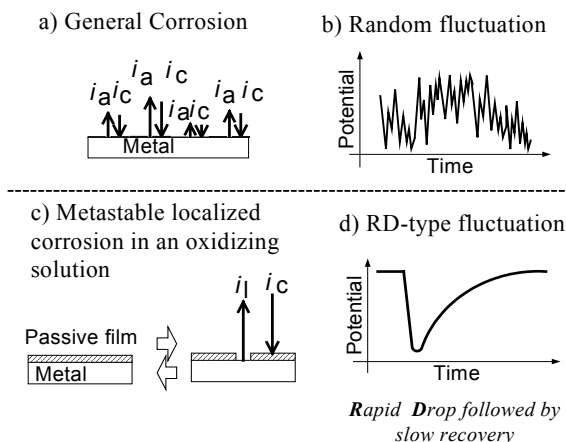 a) General Corrosion
b) Random fluctuation
ia ic ia ic ia ic ia ic
Metal
Potential
Time
c) Metastable localized
corrosion in an oxidizing
solution
d) RD-type fluctuation
il ic
Passive film
Metal
Potential
Time
Rapid Drop followed by
slow recovery